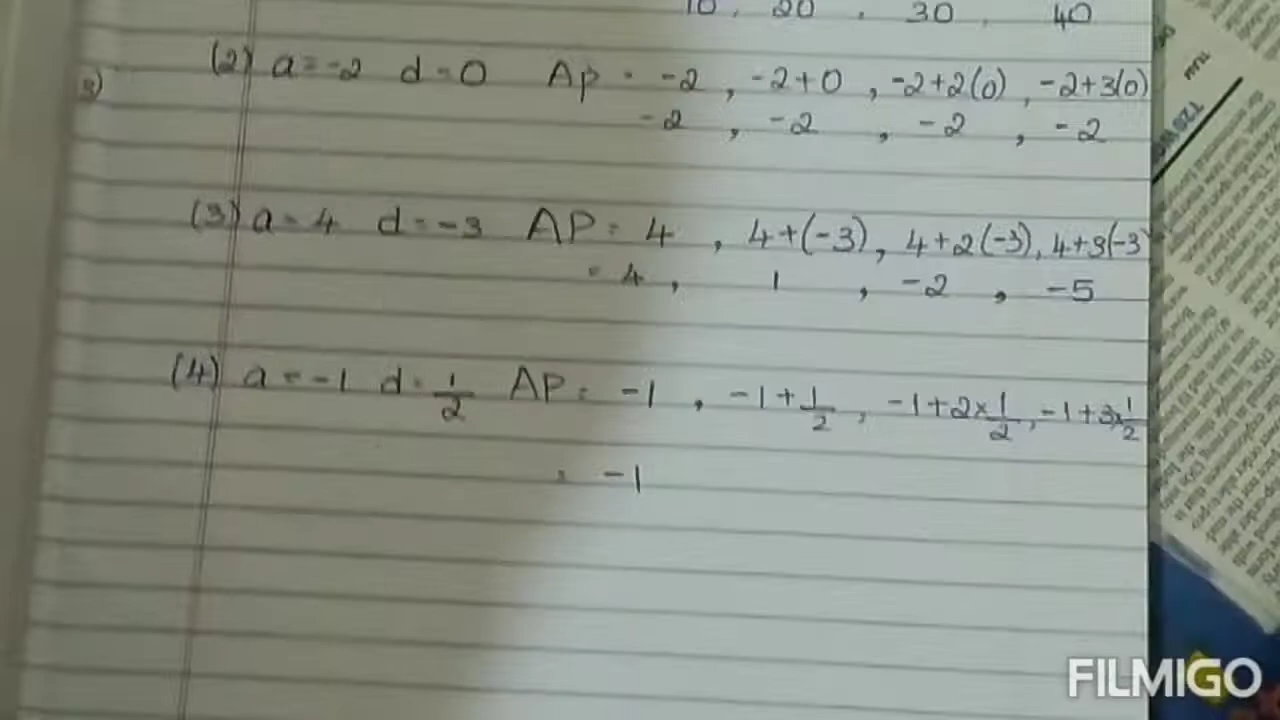 10 , 20 , 30 , 40
(2) a = -2 d = 0 Ap = -2 , -2+0 , -2+2(0) , -2+3(0)
-2 , -2 , -2 , -2
(3) a = 4 d = -3 AP = 4 , 4+(-3) , 4+2(-3) , 4+3(-3
= 4 , 1 , -2 , -5
(4) a = -1 d = 1/2 AP = -1 , -1+1/2 , -1+2×1/2 , -1+3×1/2
= -1
FILMIGO